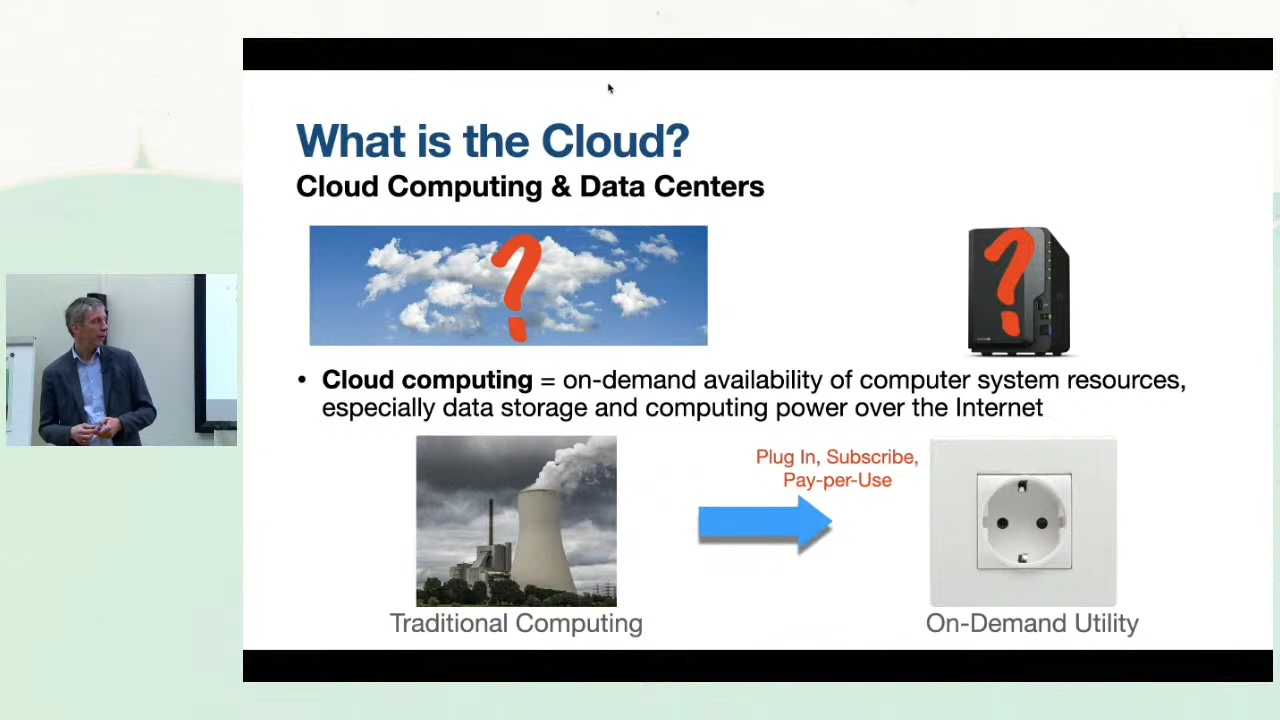 What is the Cloud?
Cloud Computing & Data Centers
?
?
• Cloud computing = on-demand availability of computer system resources,
especially data storage and computing power over the Internet
Plug In, Subscribe,
Pay-per-Use
Traditional Computing
On-Demand Utility